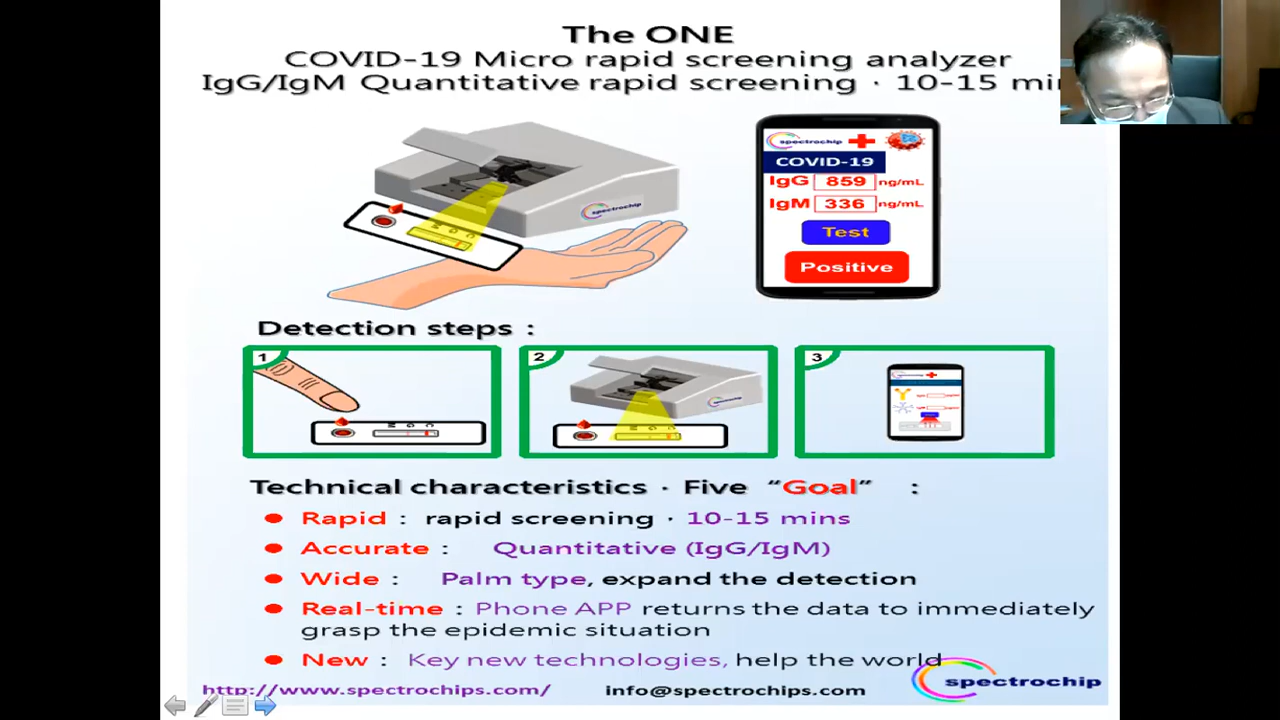 The ONE
COVID-19 Micro rapid screening analyzer
IgG/IgM Quantitative rapid screening · 10-15
spectrochip
spectrochip
COVID-19
IgG 859 ng/mL
IgM 336 ng/mL
Test
Positive
Detection steps :
1
2
3
spectrochip
Technical characteristics · Five “Goal” :
● Rapid : rapid screening · 10-15 mins
● Accurate : Quantitative (IgG/IgM)
● Wide : Palm type, expand the detection
● Real-time : Phone APP returns the data to immediately
grasp the epidemic situation
● New : Key new technologies, help the world
http://www.spectrochips.com/ info@spectrochips.com spectrochip